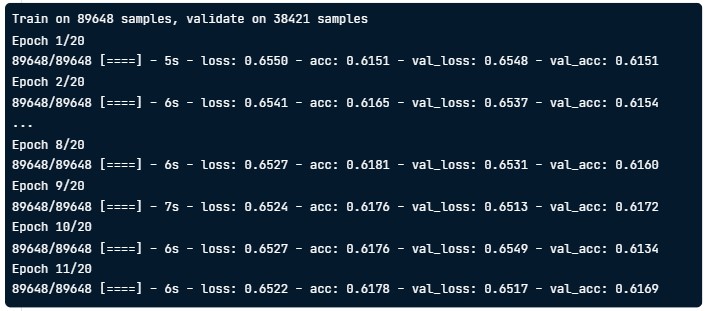 Train on 89648 samples, validate on 38421 samples
Epoch 1/20
89648/89648 [====] - 5s - loss: 0.6550 - acc: 0.6151 - val_loss: 0.6548 - val_acc: 0.6151
Epoch 2/20
89648/89648 [====] - 6s - loss: 0.6541 - acc: 0.6165 - val_loss: 0.6537 - val_acc: 0.6154
...
Epoch 8/20
89648/89648 [====] - 6s - loss: 0.6527 - acc: 0.6181 - val_loss: 0.6531 - val_acc: 0.6160
Epoch 9/20
89648/89648 [====] - 7s - loss: 0.6524 - acc: 0.6176 - val_loss: 0.6513 - val_acc: 0.6172
Epoch 10/20
89648/89648 [====] - 6s - loss: 0.6527 - acc: 0.6176 - val_loss: 0.6549 - val_acc: 0.6134
Epoch 11/20
89648/89648 [====] - 6s - loss: 0.6522 - acc: 0.6178 - val_loss: 0.6517 - val_acc: 0.6169